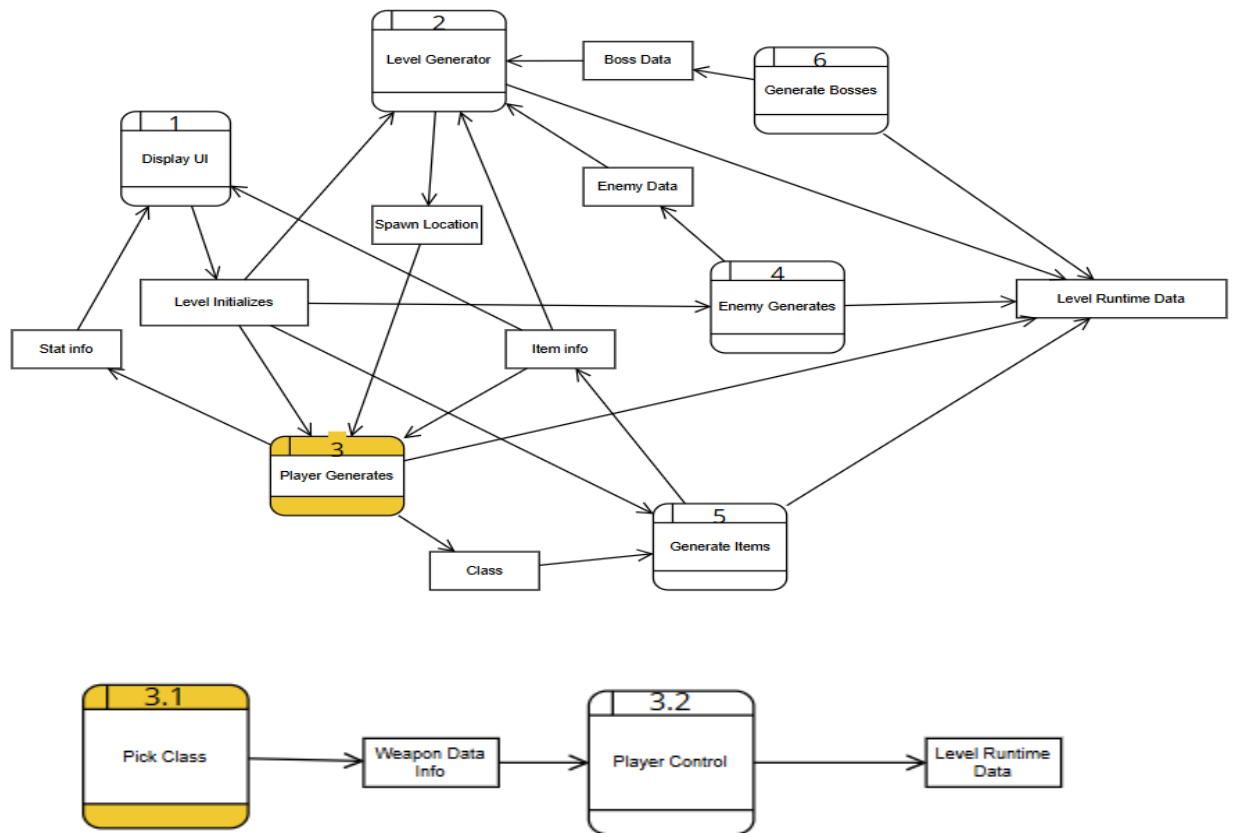 2
Level Generator
Boss Data
6
Generate Bosses
1
Display UI
Enemy Data
Spawn Location
4
Enemy Generates
Level Initializes
Level Runtime Data
Stat info
Item info
3
Player Generates
5
Generate Items
Class
3.1
Pick Class
Weapon Data
Info
3.2
Player Control
Level Runtime
Data